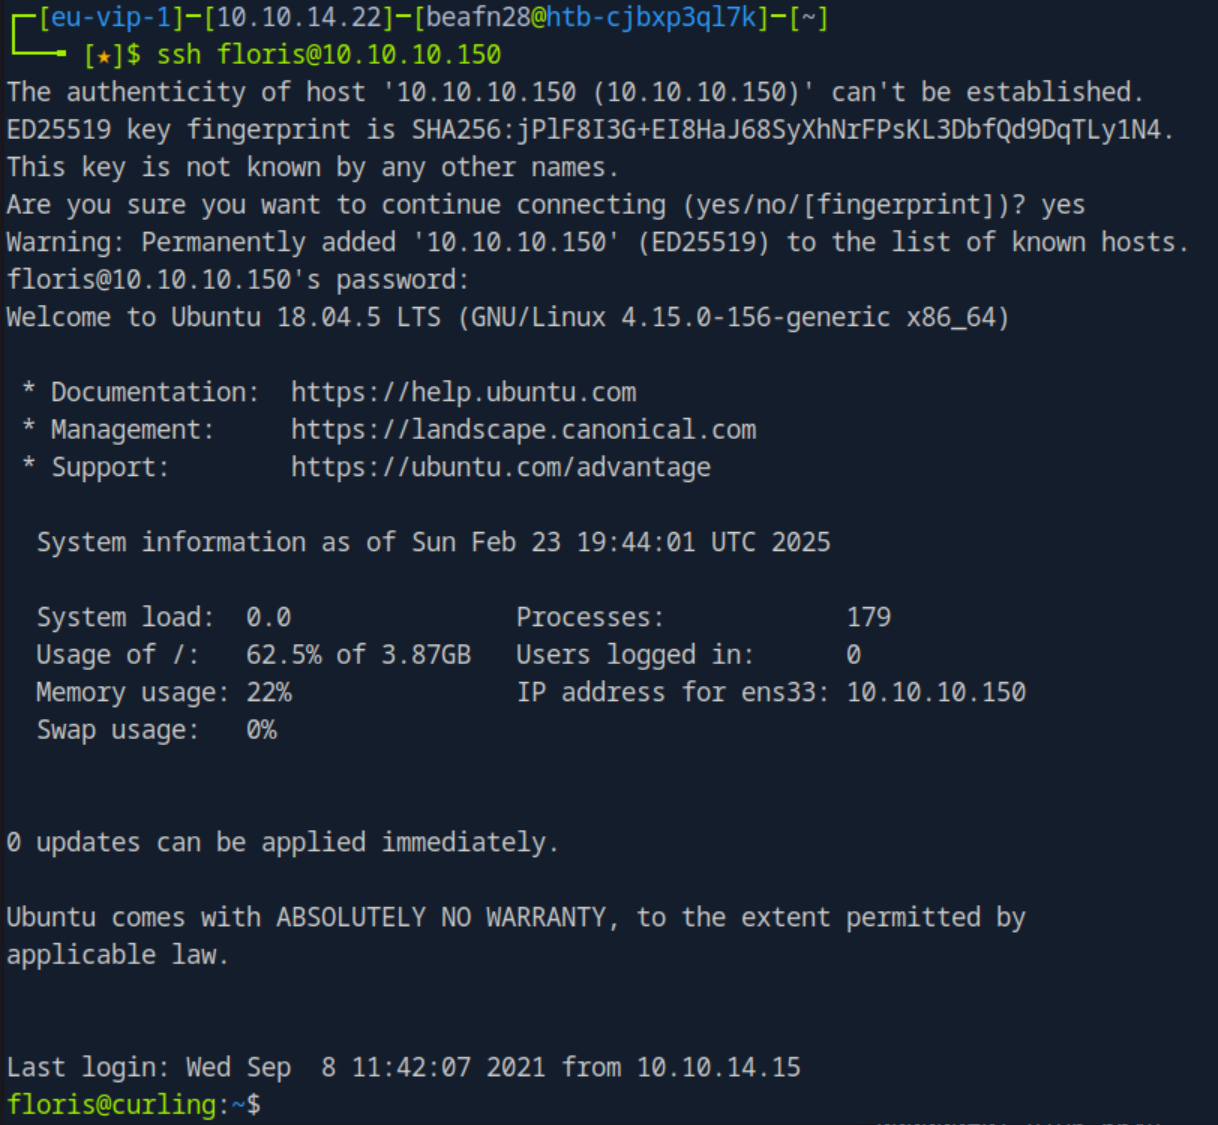 [eu-vip-1]─[10.10.14.22]─[beafn28@htb-cjbxp3ql7k]─[~]
[★]$ ssh floris@10.10.10.150
The authenticity of host '10.10.10.150 (10.10.10.150)' can't be established.
ED25519 key fingerprint is SHA256:jPlF8I3G+EI8HaJ68SyXhNrFPsKL3DbfQd9DqTLy1N4.
This key is not known by any other names.
Are you sure you want to continue connecting (yes/no/[fingerprint])? yes
Warning: Permanently added '10.10.10.150' (ED25519) to the list of known hosts.
floris@10.10.10.150's password:
Welcome to Ubuntu 18.04.5 LTS (GNU/Linux 4.15.0-156-generic x86_64)
* Documentation:  https://help.ubuntu.com
* Management:     https://landscape.canonical.com
* Support:        https://ubuntu.com/advantage
System information as of Sun Feb 23 19:44:01 UTC 2025
System load:  0.0               Processes:            179
Usage of /:   62.5% of 3.87GB   Users logged in:      0
Memory usage: 22%               IP address for ens33: 10.10.10.150
Swap usage:   0%
0 updates can be applied immediately.
Ubuntu comes with ABSOLUTELY NO WARRANTY, to the extent permitted by
applicable law.
Last login: Wed Sep  8 11:42:07 2021 from 10.10.14.15
floris@curling:~$